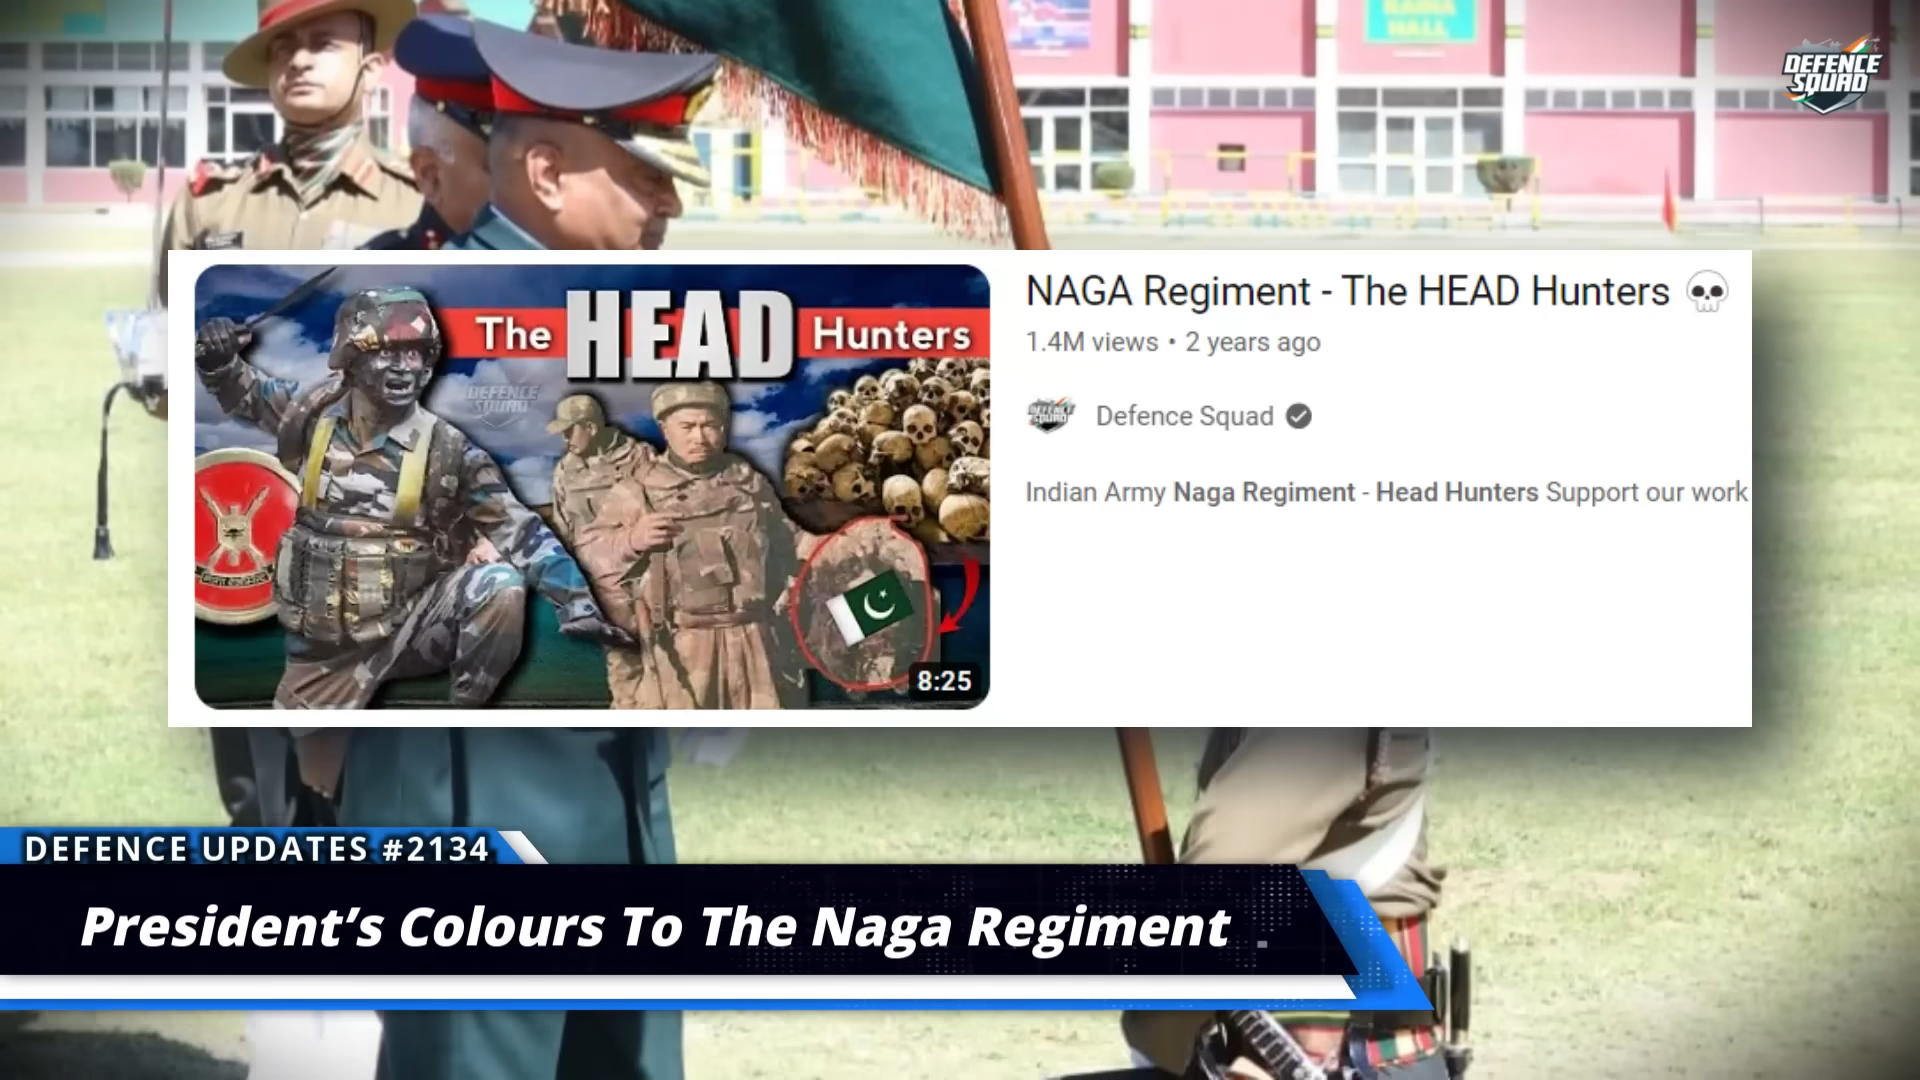 HALL
DEFENCE
SQUAD
The HEAD Hunters
DEFENCE
SQUAD
8:25
NAGA Regiment - The HEAD Hunters 💀
1.4M views • 2 years ago
Defence Squad
Indian Army Naga Regiment - Head Hunters Support our work
DEFENCE UPDATES #2134
President's Colours To The Naga Regiment